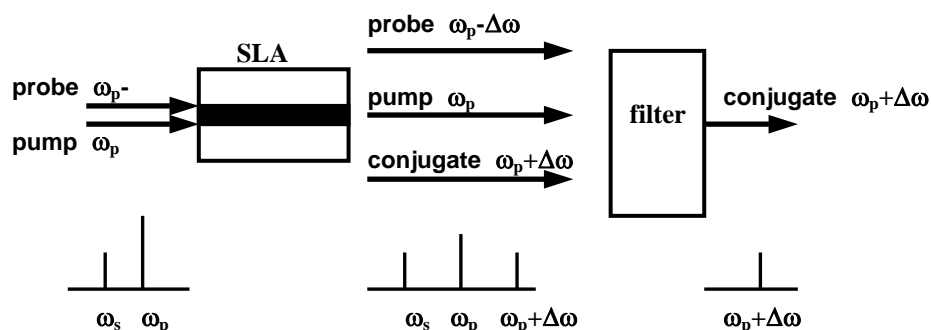 probe ωₚ-Δω
SLA
probe ωₚ-
pump ωₚ
pump ωₚ
filter
conjugate ωₚ+Δω
conjugate ωₚ+Δω
ωₛ ωₚ
ωₛ ωₚ ωₚ+Δω
ωₚ+Δω